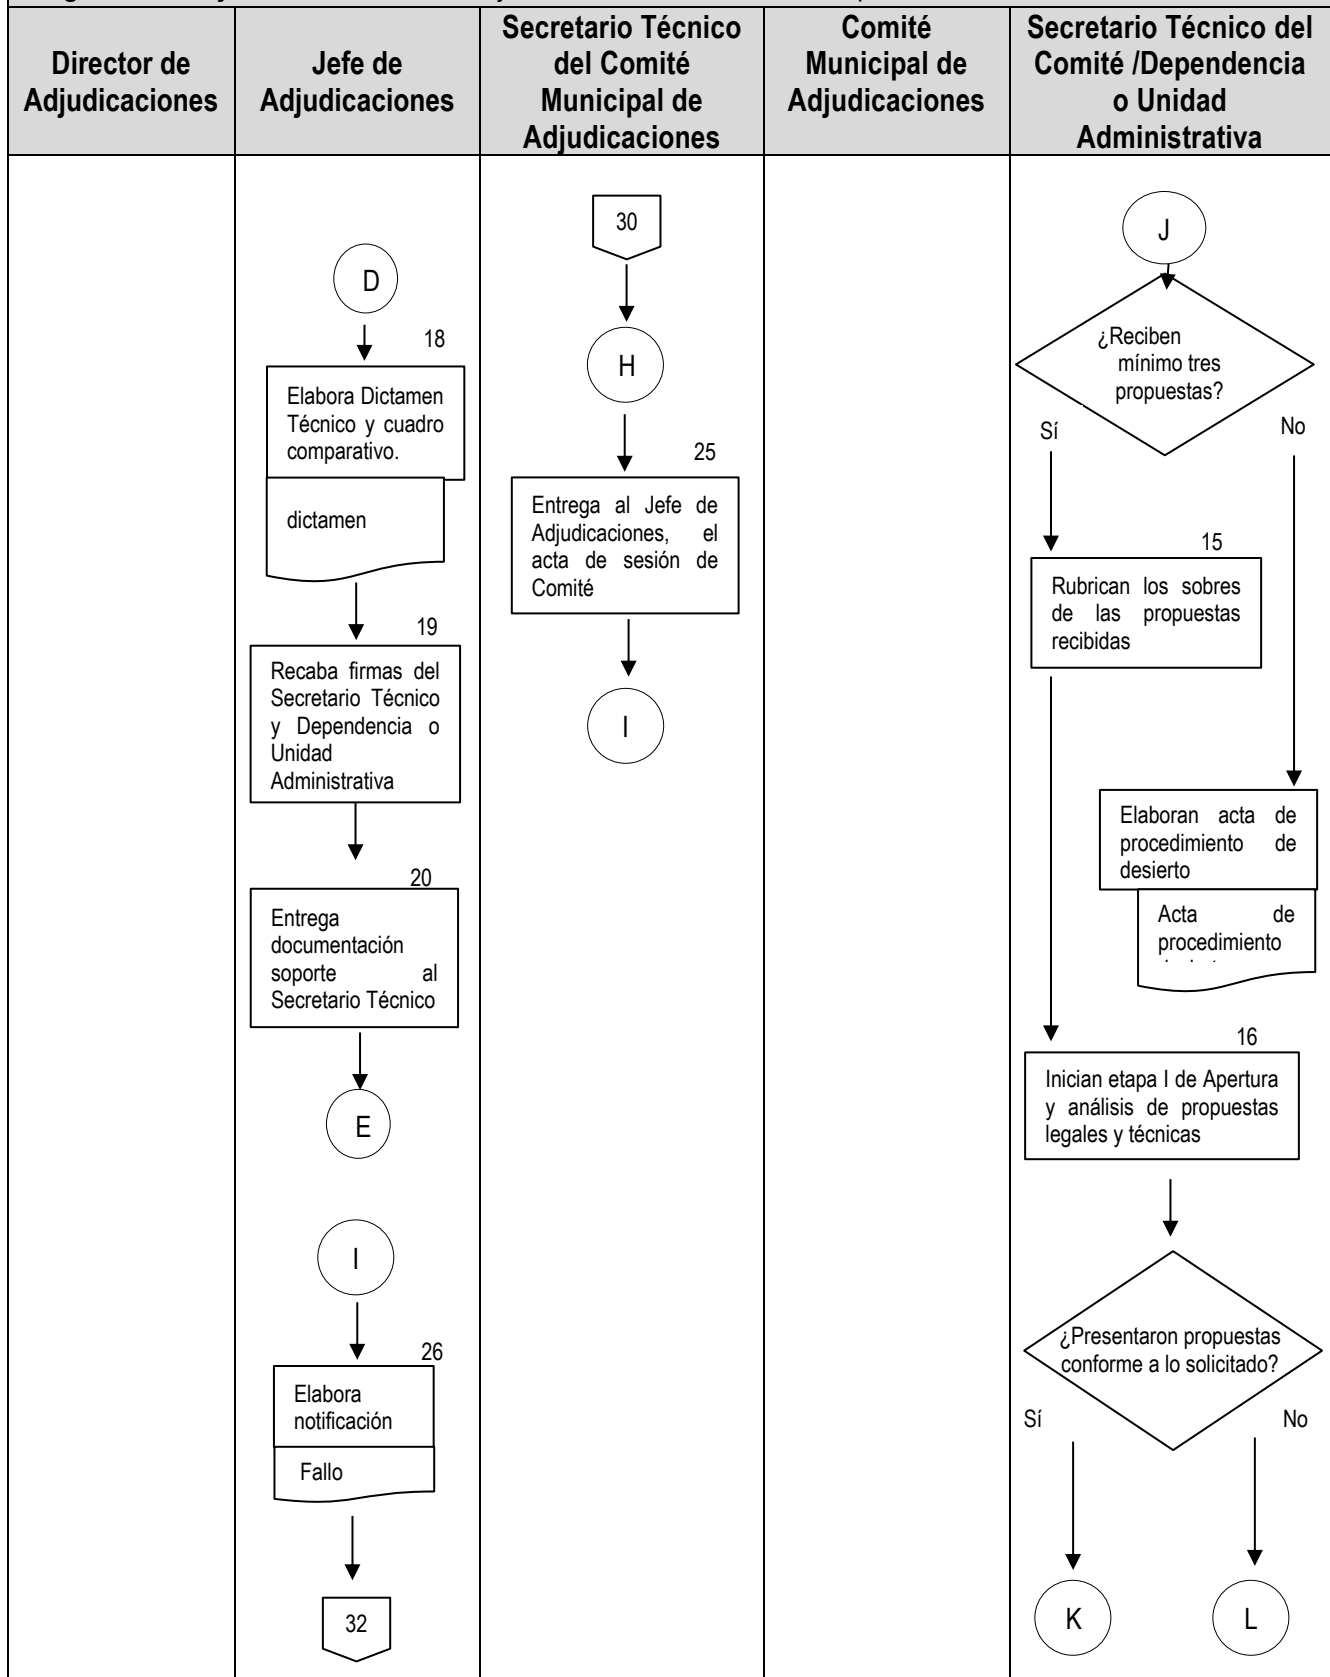 Director de
Adjudicaciones
Jefe de
Adjudicaciones
Secretario Técnico
del Comité
Municipal de
Adjudicaciones
Comité
Municipal de
Adjudicaciones
Secretario Técnico del
Comité /Dependencia
o Unidad
Administrativa
D
18
Elabora Dictamen
Técnico y cuadro
comparativo.
dictamen
19
Recaba firmas del
Secretario Técnico
y Dependencia o
Unidad
Administrativa
20
Entrega
documentación
soporte al
Secretario Técnico
E
I
26
Elabora
notificación
Fallo
32
30
H
25
Entrega al Jefe de
Adjudicaciones, el
acta de sesión de
Comité
I
J
¿Reciben
mínimo tres
propuestas?
Sí
No
15
Rubrican los sobres
de las propuestas
recibidas
Elaboran acta de
procedimiento de
desierto
Acta de
procedimiento
16
Inician etapa I de Apertura
y análisis de propuestas
legales y técnicas
¿Presentaron propuestas
conforme a lo solicitado?
Sí
No
K
L